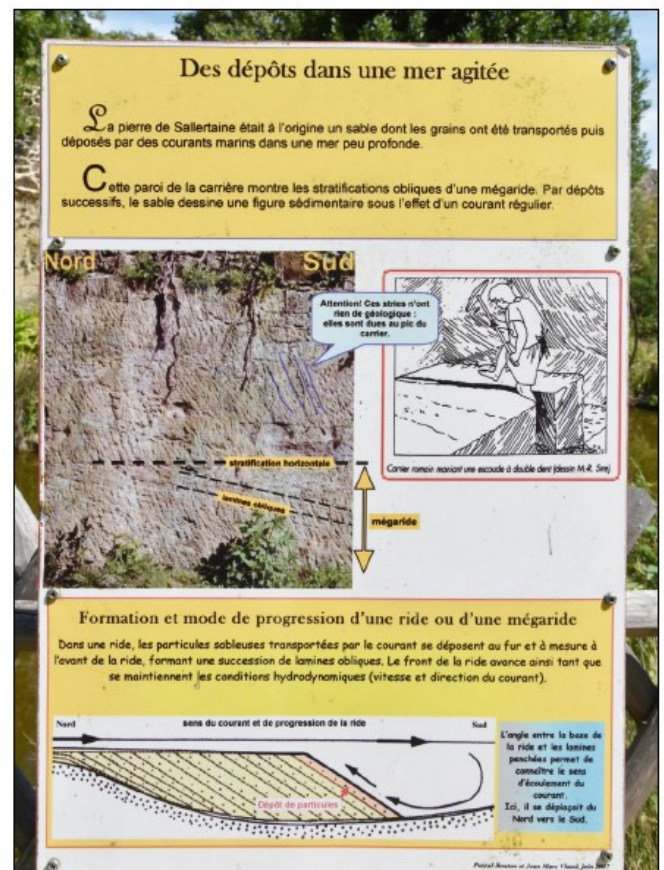 Des dépôts dans une mer agitée
La pierre de Sallertaine était à l'origine un sable dont les grains ont été transportés puis
déposés par des courants marins dans une mer peu profonde.
Cette paroi de la carrière montre les stratifications obliques d'une mégaride. Par dépôts
successifs, le sable dessine une figure sédimentaire sous l'effet d'un courant régulier.
Nord
Sud
Attention! Ces stries n'ont
rien de géologique :
elles sont dues au pic du
carrier.
stratification horizontale
lamines obliques
mégaride
Carrier romain maniant une escoude à double dent (dessin M.-R.
Formation et mode de progression d'une ride ou d'une mégaride
Dans une ride, les particules sableuses transportées par le courant se déposent au fur et à mesure à
l'avant de la ride, formant une succession de lamines obliques. Le front de la ride avance ainsi tant que
se maintiennent les conditions hydrodynamiques (vitesse et direction du courant).
Nord
sens du courant et de progression de la ride
Sud
Dépôt de particules
L'angle entre la base de
la ride et les lamines
penchées permet de
connaître le sens
d'écoulement du
courant.
Ici, il se déplaçait du
Nord vers le Sud.
et Jean Marc Viaud, Juin